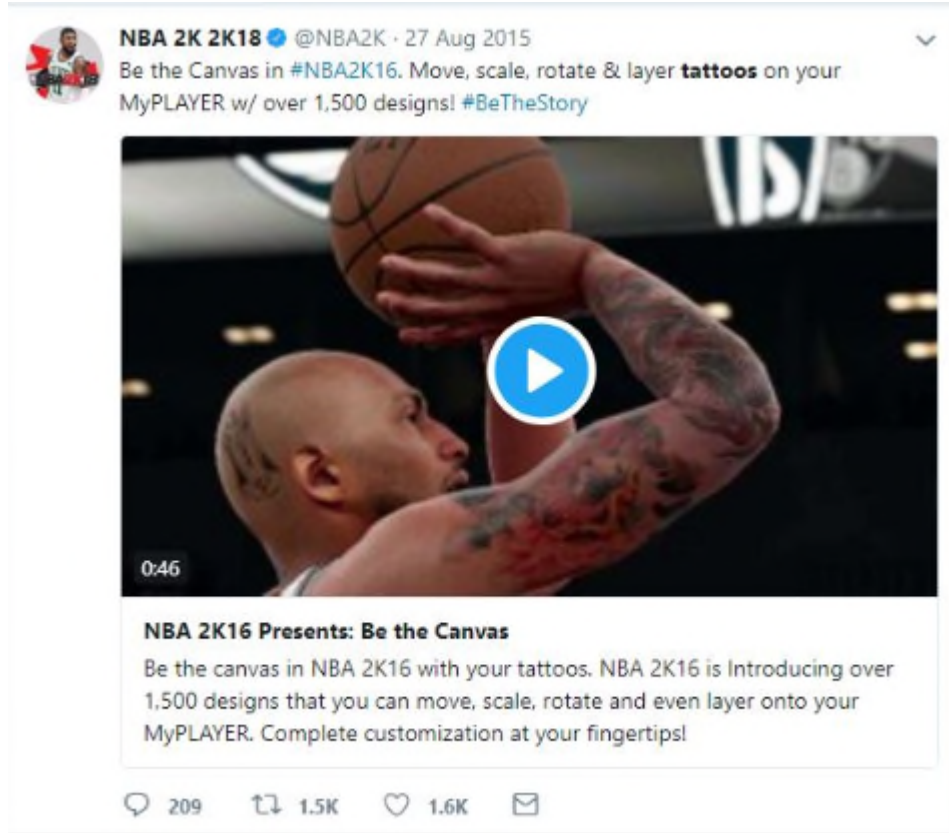 NBA 2K 2K18 @NBA2K · 27 Aug 2015
Be the Canvas in #NBA2K16. Move, scale, rotate & layer tattoos on your
MyPLAYER w/ over 1,500 designs! #BeTheStory
0:46
NBA 2K16 Presents: Be the Canvas
Be the canvas in NBA 2K16 with your tattoos. NBA 2K16 is Introducing over
1,500 designs that you can move, scale, rotate and even layer onto your
MyPLAYER. Complete customization at your fingertips!
209 1.5K 1.6K